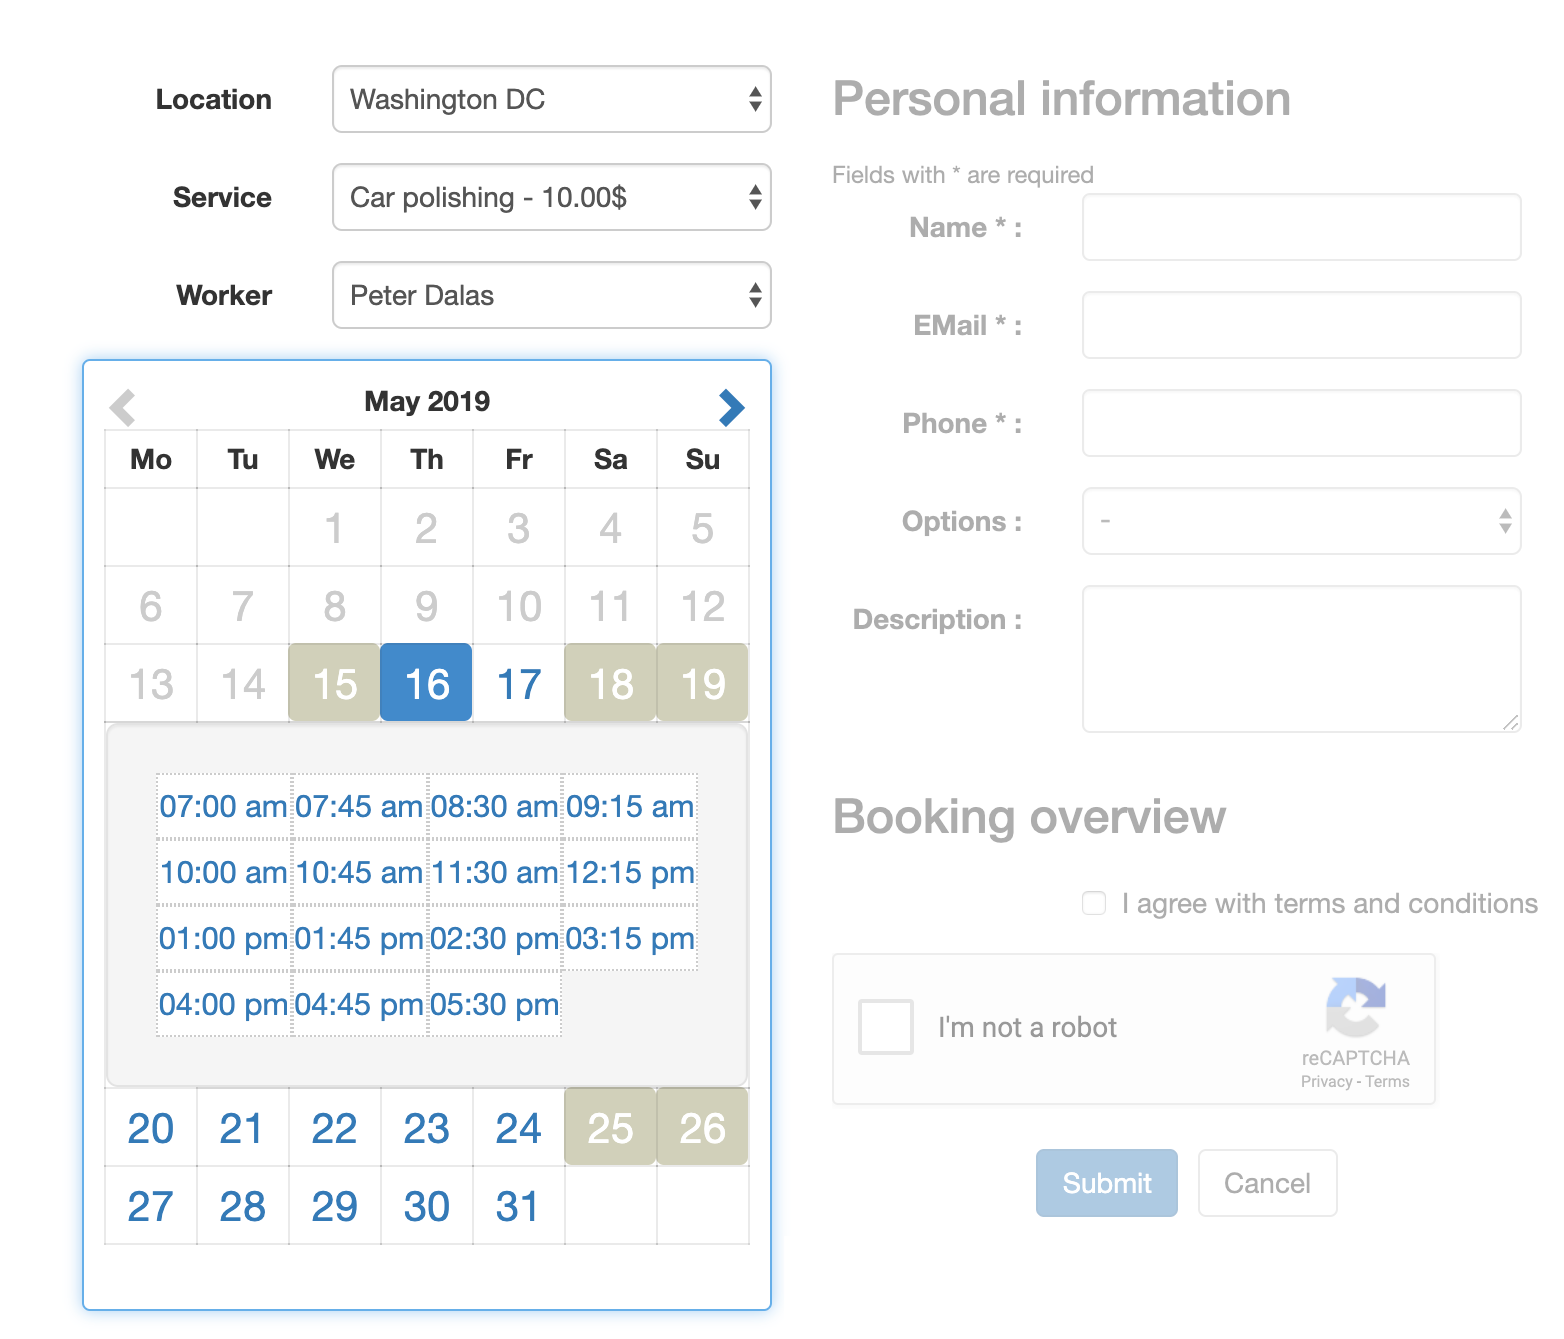 Location
Washington DC
Service
Car polishing - 10.00$
Worker
Peter Dalas
May 2019
Mo Tu We Th Fr Sa Su
1 2 3 4 5
6 7 8 9 10 11 12
13 14 15 16 17 18 19
07:00 am 07:45 am 08:30 am 09:15 am
10:00 am 10:45 am 11:30 am 12:15 pm
01:00 pm 01:45 pm 02:30 pm 03:15 pm
04:00 pm 04:45 pm 05:30 pm
20 21 22 23 24 25 26
27 28 29 30 31
Personal information
Fields with * are required
Name * :
EMail * :
Phone * :
Options :
-
Description :
Booking overview
I agree with terms and conditions
I'm not a robot
reCAPTCHA
Privacy - Terms
Submit
Cancel